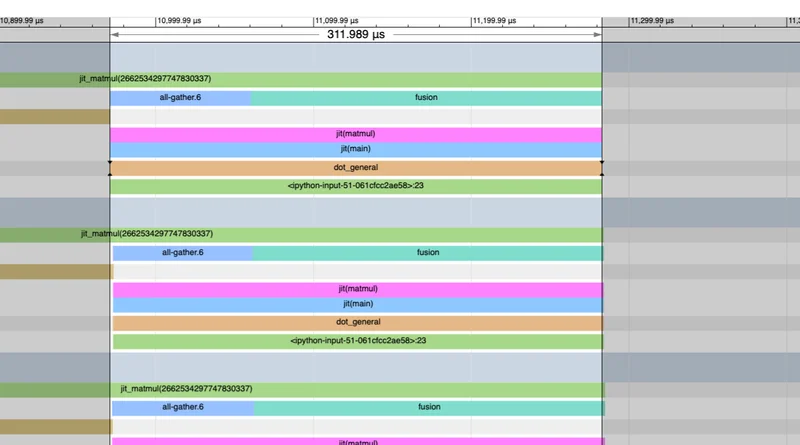 10,899.99 µs 10,999.99 µs 11,099.99 µs 11,199.99 µs 11,299.99 µs
311.989 µs
jit_matmul(2662534297747830337)
all-gather.6 fusion
jit(matmul)
jit(main)
dot_general
<ipython-input-51-061cfcc2ae58>:23
jit_matmul(2662534297747830337)
all-gather.6 fusion
jit(matmul)
jit(main)
dot_general
<ipython-input-51-061cfcc2ae58>:23
jit_matmul(2662534297747830337)
all-gather.6 fusion
jit(matmul)